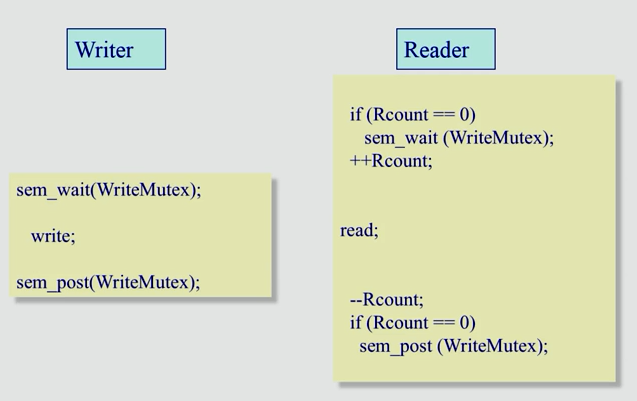 Writer
sem_wait(WriteMutex);
write;
sem_post(WriteMutex);
Reader
if (Rcount == 0)
sem_wait (WriteMutex);
++Rcount;
read;
--Rcount;
if (Rcount == 0)
sem_post (WriteMutex);